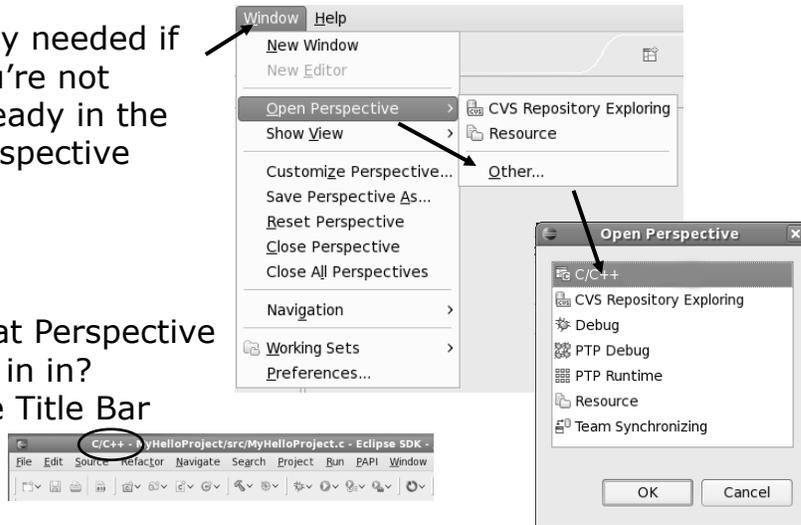 y needed if
're not
eady in the
spective
at Perspective
in in?
e Title Bar
Window Help
New Window
New Editor
Open Perspective
Show View
Customize Perspective...
Save Perspective As...
Reset Perspective
Close Perspective
Close All Perspectives
Navigation
Working Sets
Preferences...
CVS Repository Exploring
Resource
Other...
Open Perspective
C/C++
CVS Repository Exploring
Debug
PTP Debug
PTP Runtime
Resource
Team Synchronizing
OK Cancel
C/C++ - MyHelloProject/src/MyHelloProject.c - Eclipse SDK -
File Edit Source Refactor Navigate Search Project Run PAPI Window